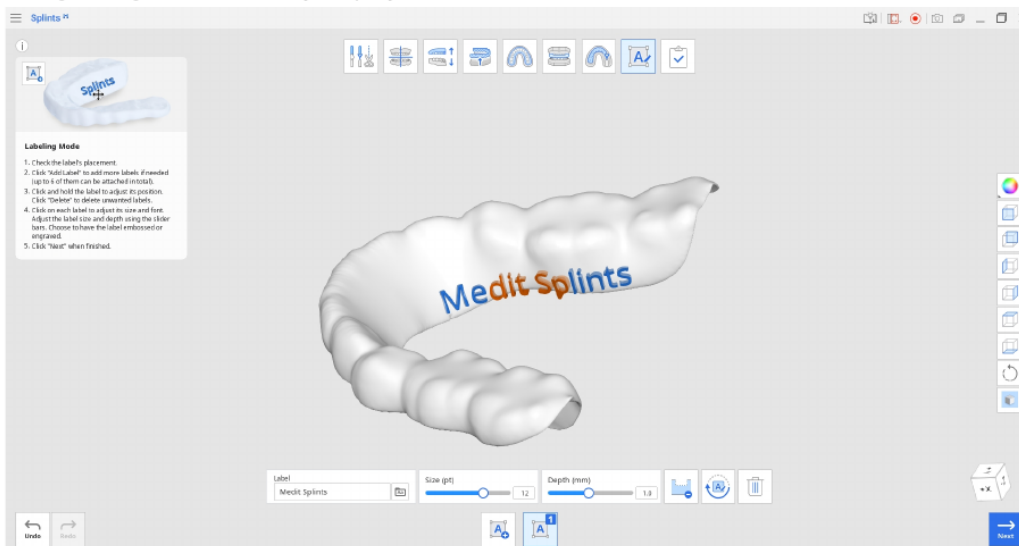 Splints
Splints
Labeling Mode
1. Check the label's placement.
2. Click "Add Label" to add more labels if needed
(up to 6 of them can be attached in total).
3. Click and hold the label to adjust its position.
Click "Delete" to delete unwanted labels.
4. Click on each label to adjust its size and font.
Adjust the label size and depth using the slider
bars. Choose to have the label embossed or
engraved.
5. Click "Next" when finished.
Medit Splints
Label
Medit Splints
Size (pt)
12
Depth (mm)
1.0
Undo
Redo
1
Next